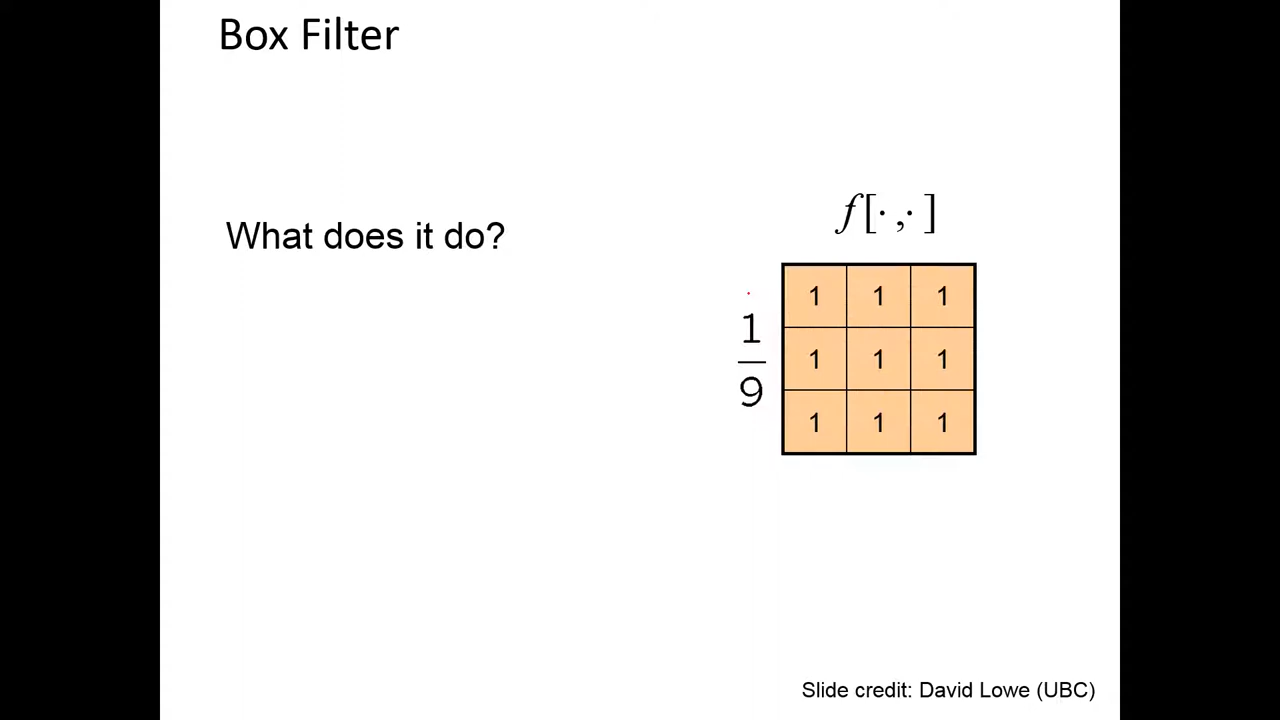 Box Filter
What does it do?
f[·,·]
1
9
1 1 1
1 1 1
1 1 1
Slide credit: David Lowe (UBC)